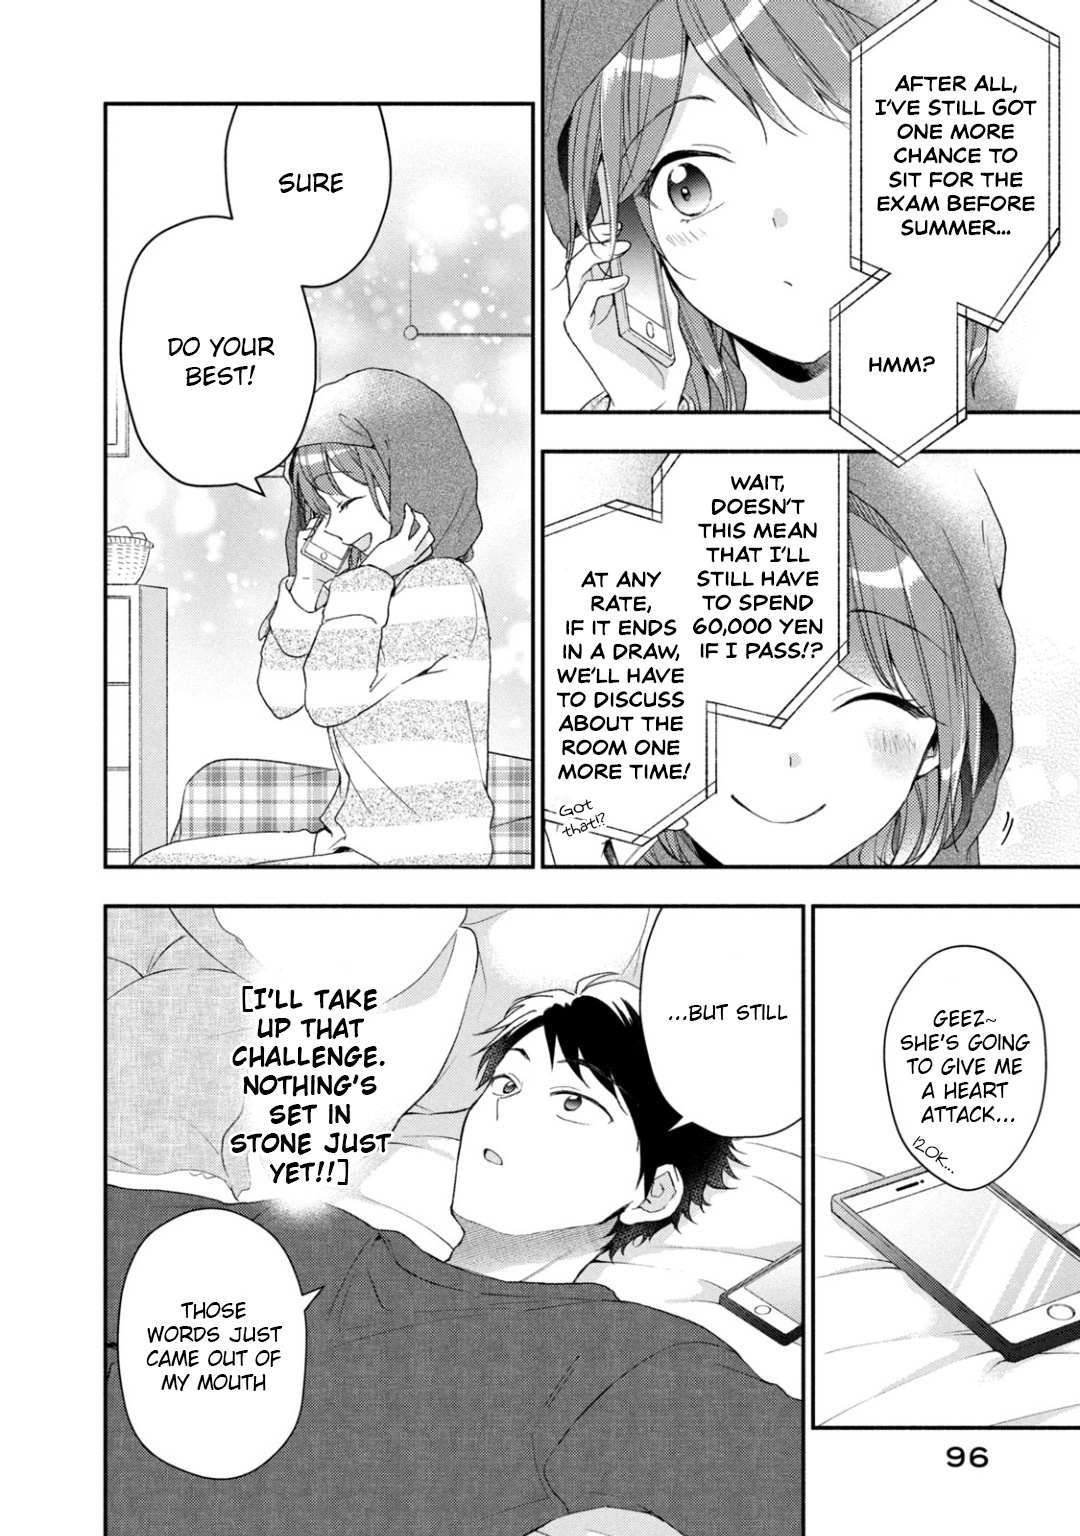 AFTER ALL,
I'VE STILL GOT
ONE MORE
CHANCE TO
SIT FOR THE
EXAM BEFORE
SUMMER...
HMM?
SURE
DO YOUR
BEST!
WAIT,
DOESN'T
THIS MEAN
THAT I'LL
STILL HAVE
TO SPEND
60,000 YEN
IF I PASS!?
AT ANY
RATE,
IF IT ENDS
IN A DRAW,
WE'LL HAVE
TO DISCUSS
ABOUT THE
ROOM ONE
MORE TIME!
Got
that!?
GEEZ~
SHE'S GOING
TO GIVE ME
A HEART
ATTACK...
120K...
...BUT STILL
[I'LL TAKE
UP THAT
CHALLENGE.
NOTHING'S
SET IN
STONE JUST
YET!!]
THOSE
WORDS JUST
CAME OUT OF
MY MOUTH
96